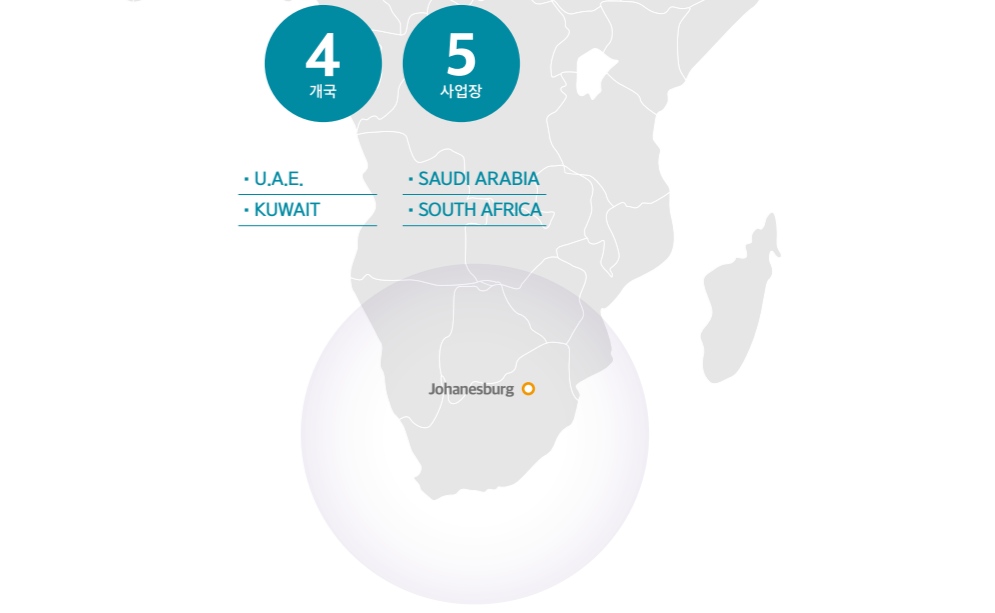 4
개국
5
사업장
· U.A.E.
· SAUDI ARABIA
· KUWAIT
· SOUTH AFRICA
Johanesburg